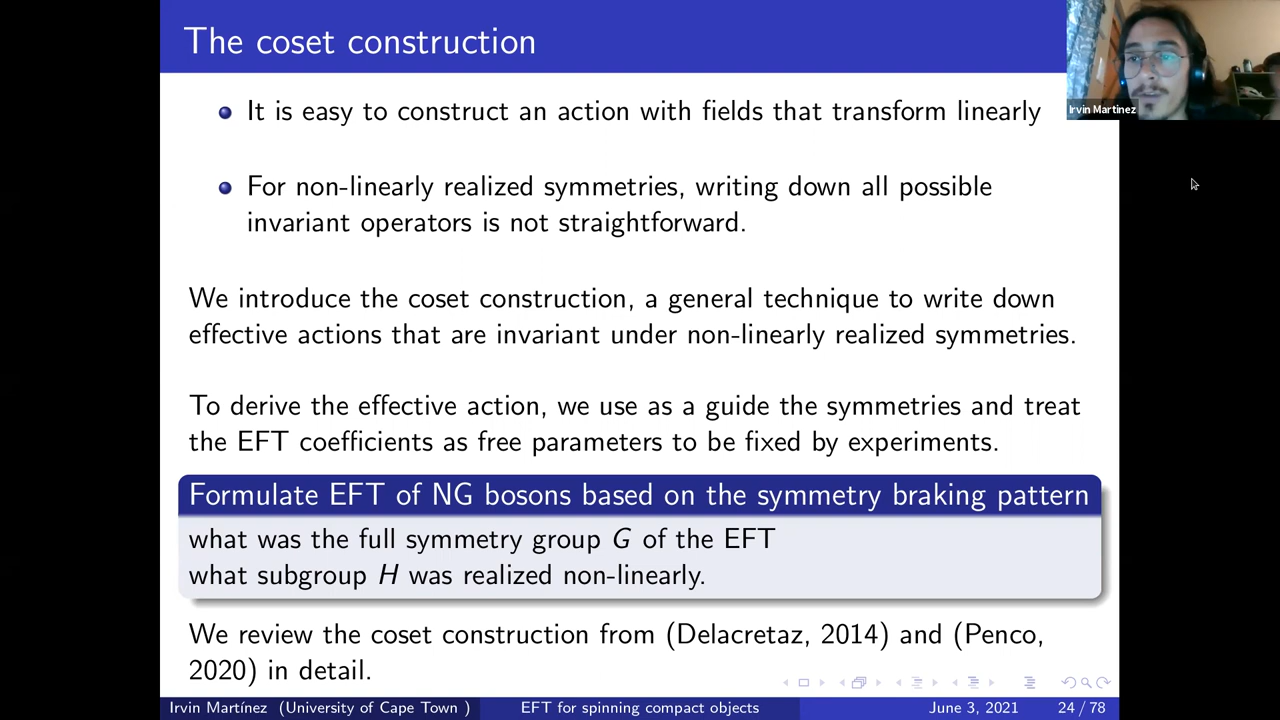 The coset construction
Irvin Martinez
It is easy to construct an action with fields that transform linearly
For non-linearly realized symmetries, writing down all possible
invariant operators is not straightforward.
We introduce the coset construction, a general technique to write down
effective actions that are invariant under non-linearly realized symmetries.
To derive the effective action, we use as a guide the symmetries and treat
the EFT coefficients as free parameters to be fixed by experiments.
Formulate EFT of NG bosons based on the symmetry braking pattern
what was the full symmetry group G of the EFT
what subgroup H was realized non-linearly.
We review the coset construction from (Delacretaz, 2014) and (Penco,
2020) in detail.
Irvin Martínez (University of Cape Town ) EFT for spinning compact objects June 3, 2021 24 / 78